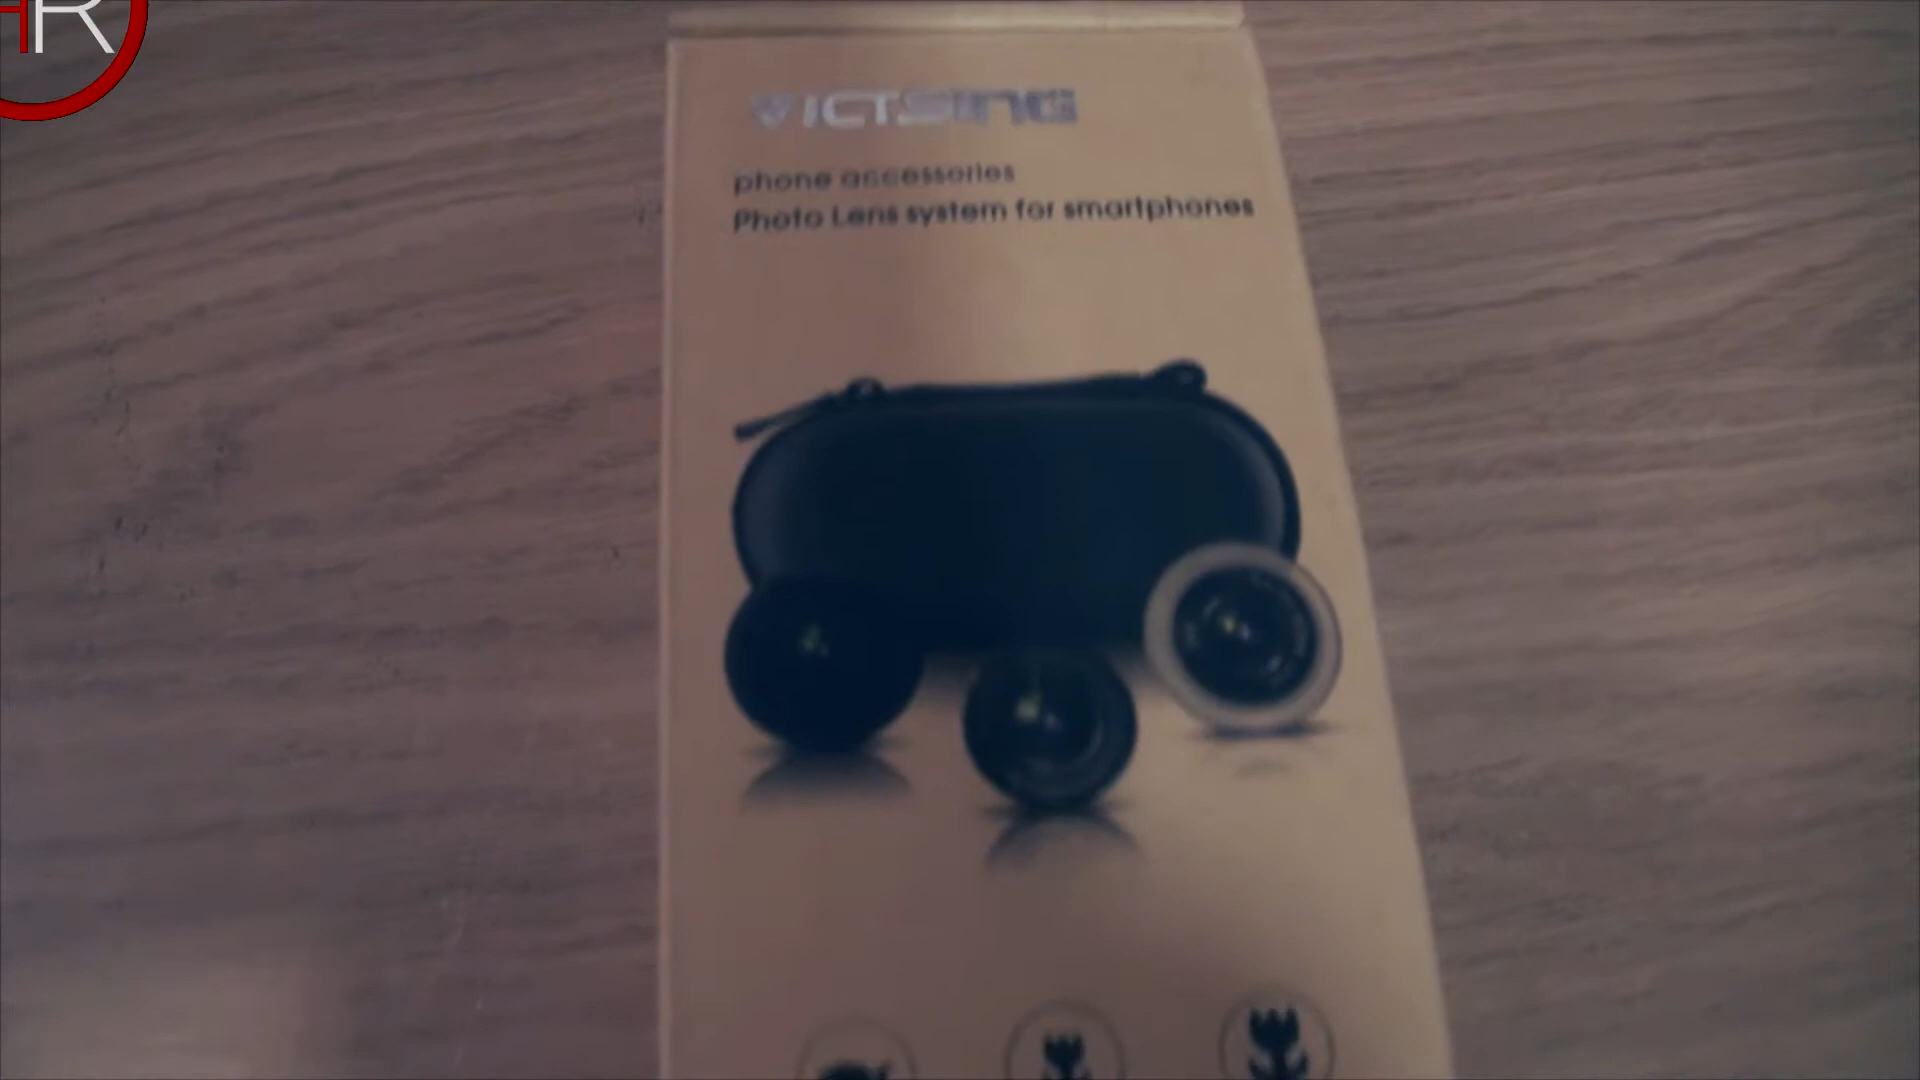 R
VICTSING
phone accessories
Photo Lens system for smartphones